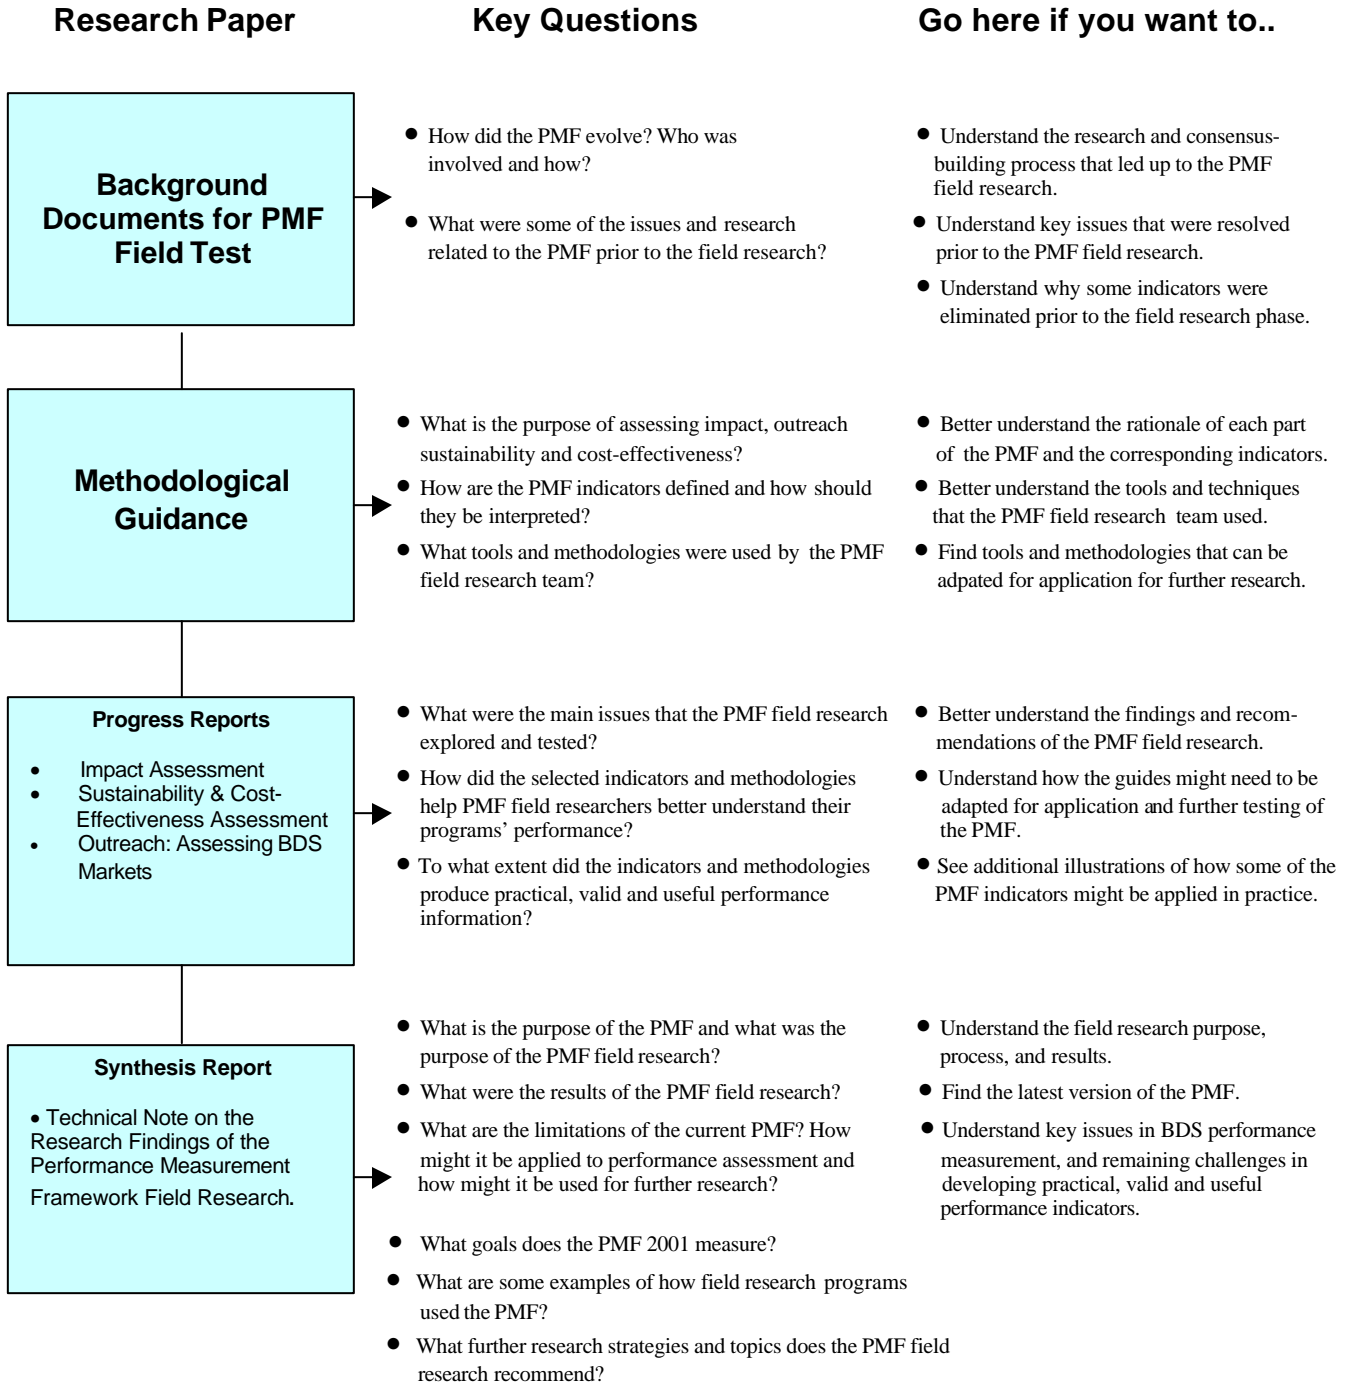 Research Paper
Key Questions
Go here if you want to..
Background
Documents for PMF
Field Test
• How did the PMF evolve? Who was
involved and how?
• What were some of the issues and research
related to the PMF prior to the field research?
• Understand the research and consensus-
building process that led up to the PMF
field research.
• Understand key issues that were resolved
prior to the PMF field research.
• Understand why some indicators were
eliminated prior to the field research phase.
Methodological
Guidance
• What is the purpose of assessing impact, outreach
sustainability and cost-effectiveness?
• How are the PMF indicators defined and how should
they be interpreted?
• What tools and methodologies were used by the PMF
field research team?
• Better understand the rationale of each part
of the PMF and the corresponding indicators.
• Better understand the tools and techniques
that the PMF field research team used.
• Find tools and methodologies that can be
adpated for application for further research.
Progress Reports
• Impact Assessment
• Sustainability & Cost-
Effectiveness Assessment
• Outreach: Assessing BDS
Markets
• What were the main issues that the PMF field research
explored and tested?
• How did the selected indicators and methodologies
help PMF field researchers better understand their
programs' performance?
• To what extent did the indicators and methodologies
produce practical, valid and useful performance
information?
• Better understand the findings and recom-
mendations of the PMF field research.
• Understand how the guides might need to be
adapted for application and further testing of
the PMF.
• See additional illustrations of how some of the
PMF indicators might be applied in practice.
Synthesis Report
• Technical Note on the
Research Findings of the
Performance Measurement
Framework Field Research.
• What is the purpose of the PMF and what was the
purpose of the PMF field research?
• What were the results of the PMF field research?
• What are the limitations of the current PMF? How
might it be applied to performance assessment and
how might it be used for further research?
• What goals does the PMF 2001 measure?
• What are some examples of how field research programs
used the PMF?
• What further research strategies and topics does the PMF field
research recommend?
• Understand the field research purpose,
process, and results.
• Find the latest version of the PMF.
• Understand key issues in BDS performance
measurement, and remaining challenges in
developing practical, valid and useful
performance indicators.